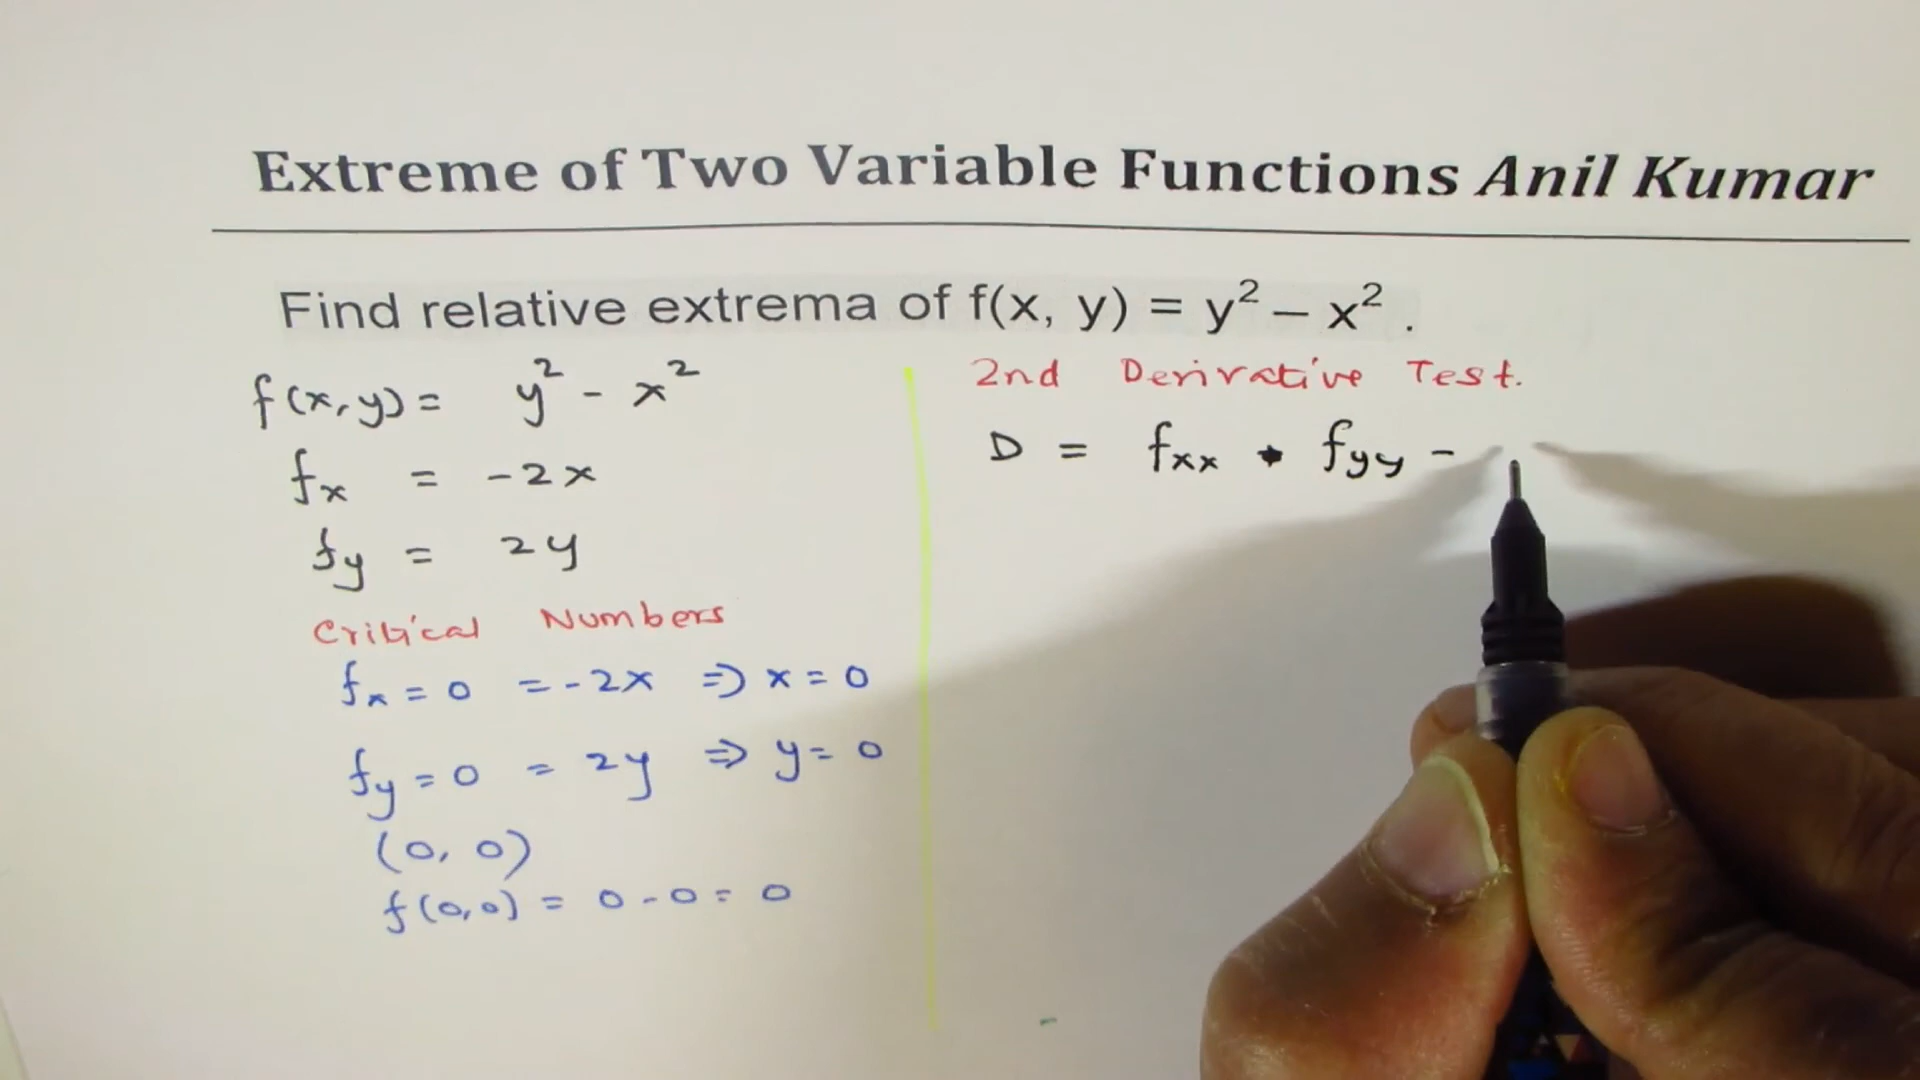 Extreme of Two Variable Functions Anil Kumar
Find relative extrema of f(x, y) = y² – x² .
f(x,y) = y² - x²
fx = -2x
fy = 2y
Critical Numbers
fx = 0 = -2x => x = 0
fy = 0 = 2y => y = 0
(0, 0)
f(0,0) = 0 - 0 = 0
2nd Derivative Test.
D = fxx • fyy -